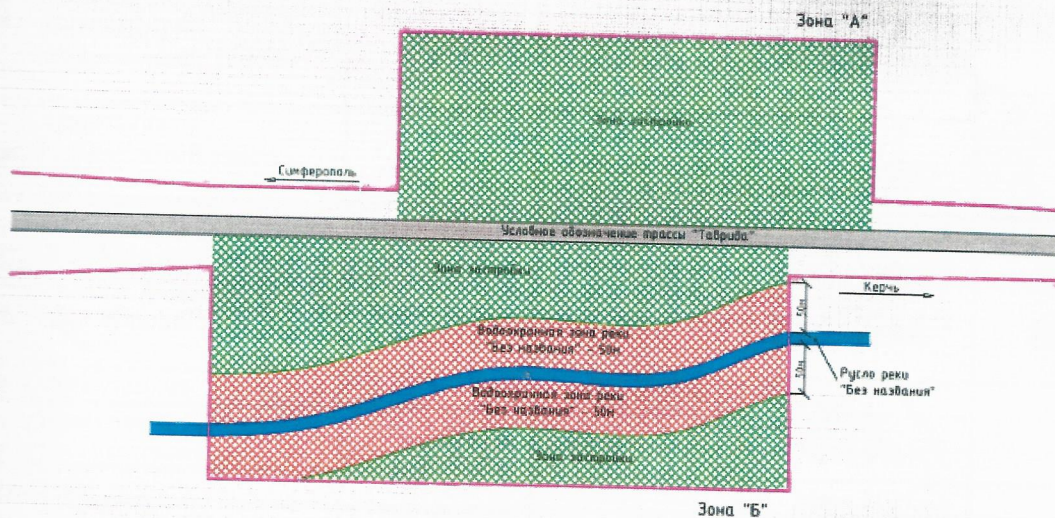 Зона "А"
Зона застройки
Симферополь
Условное обозначение трассы "Таврида"
Зона застройки
Керчь
50м
Водоохранная зона реки
"Без названия" - 50м
50м
Русло реки
"Без названия"
Водоохранная зона реки
"Без названия" - 50м
Зона застройки
Зона "Б"